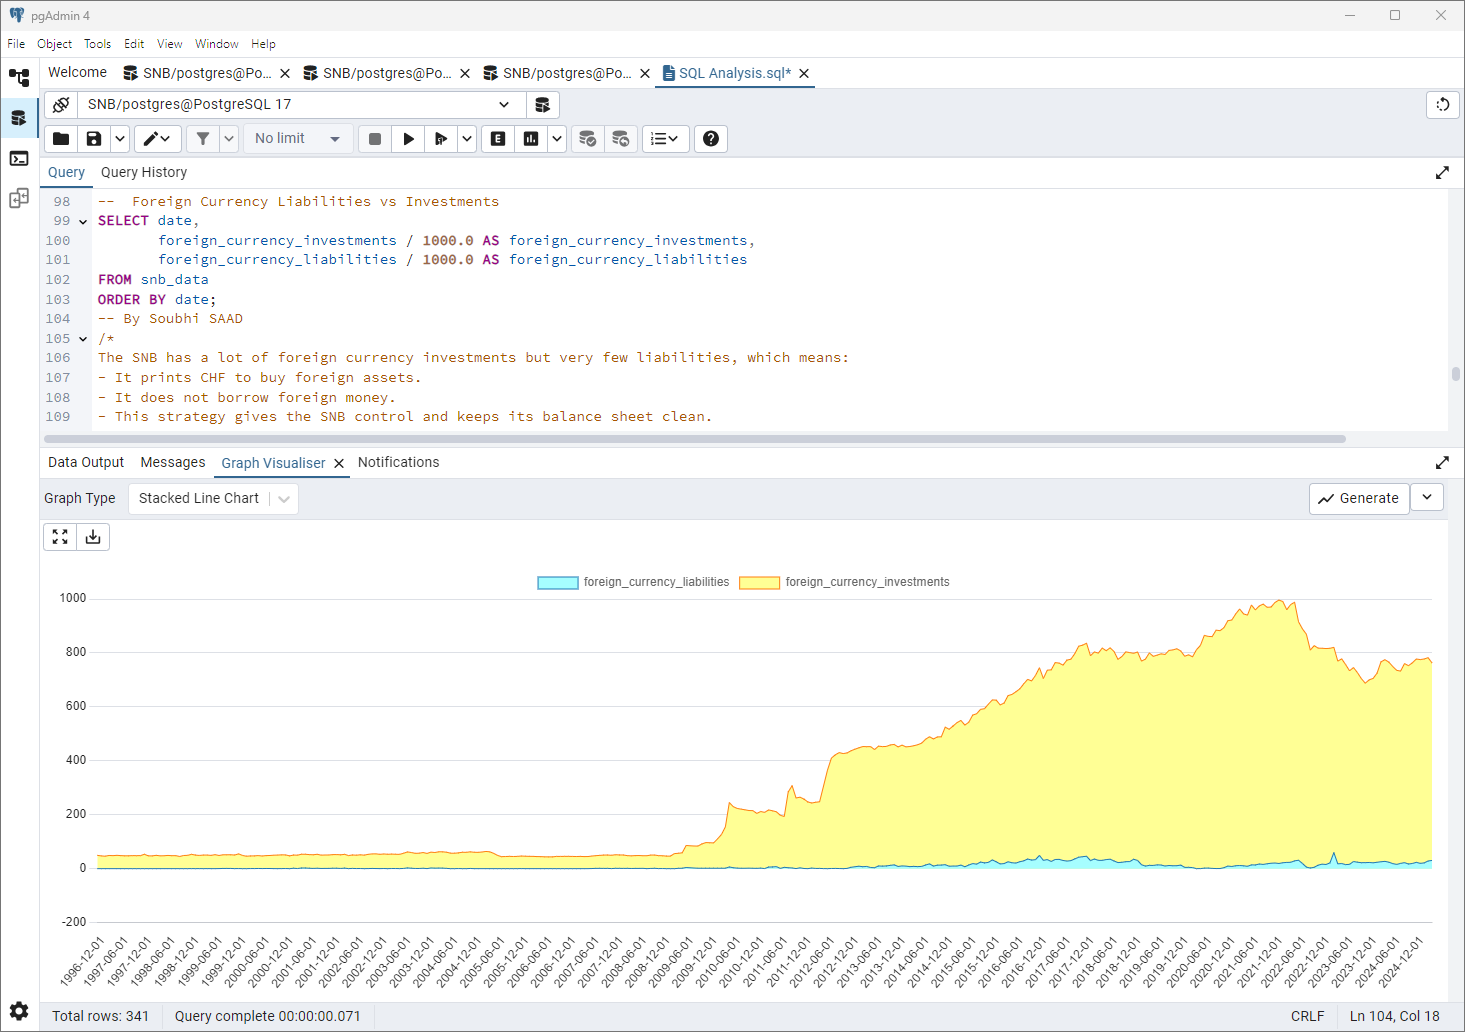 pgAdmin 4
File Object Tools Edit View Window Help
Welcome SNB/postgres@Po... SNB/postgres@Po... SNB/postgres@Po... SQL Analysis.sql*
SNB/postgres@PostgreSQL 17
No limit E
Query Query History
98 -- Foreign Currency Liabilities vs Investments
99 SELECT date,
100 foreign_currency_investments / 1000.0 AS foreign_currency_investments,
101 foreign_currency_liabilities / 1000.0 AS foreign_currency_liabilities
102 FROM snb_data
103 ORDER BY date;
104 -- By Soubhi SAAD
105 /*
106 The SNB has a lot of foreign currency investments but very few liabilities, which means:
107 - It prints CHF to buy foreign assets.
108 - It does not borrow foreign money.
109 - This strategy gives the SNB control and keeps its balance sheet clean.
Data Output Messages Graph Visualiser Notifications
Graph Type Stacked Line Chart Generate
foreign_currency_liabilities foreign_currency_investments
1000
800
600
400
200
0
-200
1996-12-01 1997-06-01 1997-12-01 1998-06-01 1998-12-01 1999-06-01 1999-12-01 2000-06-01 2000-12-01 2001-06-01 2001-12-01 2002-06-01 2002-12-01 2003-06-01 2003-12-01 2004-06-01 2004-12-01 2005-06-01 2005-12-01 2006-06-01 2006-12-01 2007-06-01 2007-12-01 2008-06-01 2008-12-01 2009-06-01 2009-12-01 2010-06-01 2010-12-01 2011-06-01 2011-12-01 2012-06-01 2012-12-01 2013-06-01 2013-12-01 2014-06-01 2014-12-01 2015-06-01 2015-12-01 2016-06-01 2016-12-01 2017-06-01 2017-12-01 2018-06-01 2018-12-01 2019-06-01 2019-12-01 2020-06-01 2020-12-01 2021-06-01 2021-12-01 2022-06-01 2022-12-01 2023-06-01 2023-12-01 2024-06-01 2024-12-01
Total rows: 341 Query complete 00:00:00.071 CRLF Ln 104, Col 18